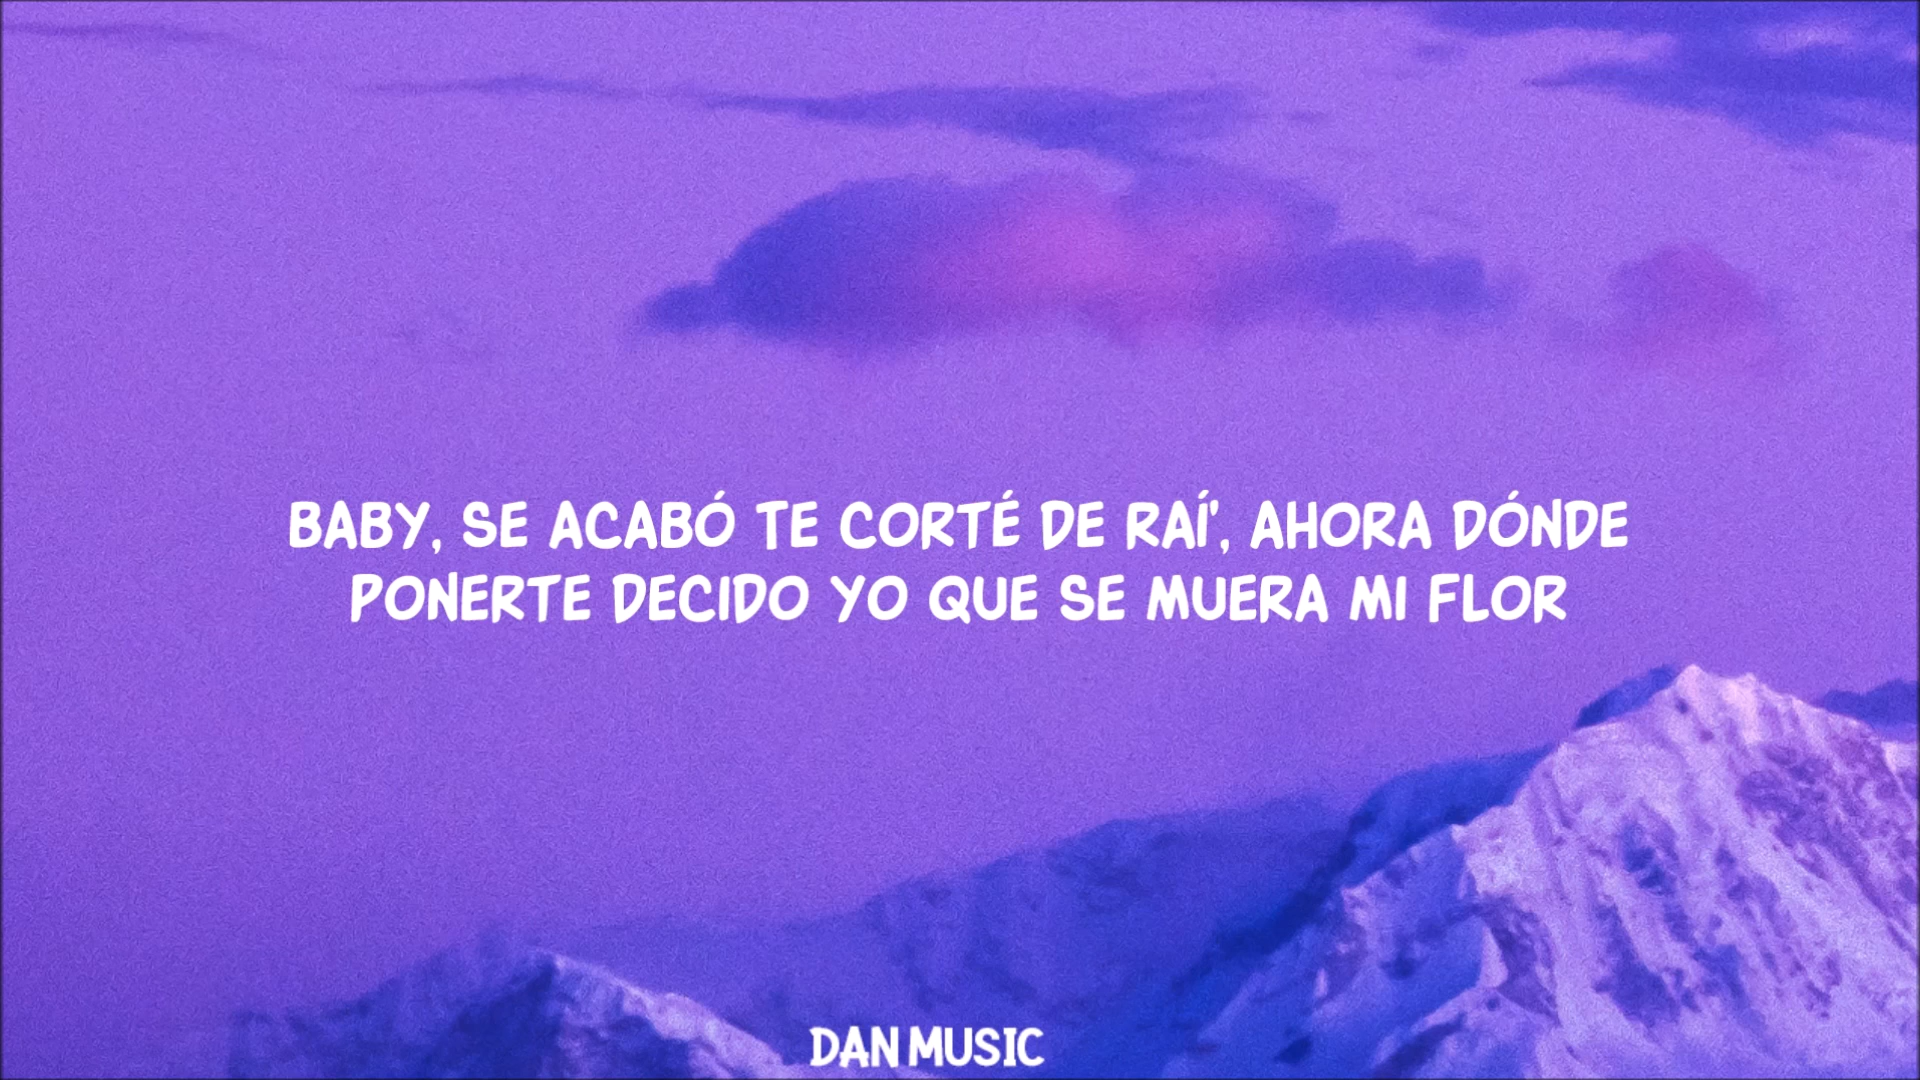 BABY, SE ACABÓ TE CORTÉ DE RAÍ', AHORA DÓNDE
PONERTE DECIDO YO QUE SE MUERA MI FLOR
DAN MUSIC